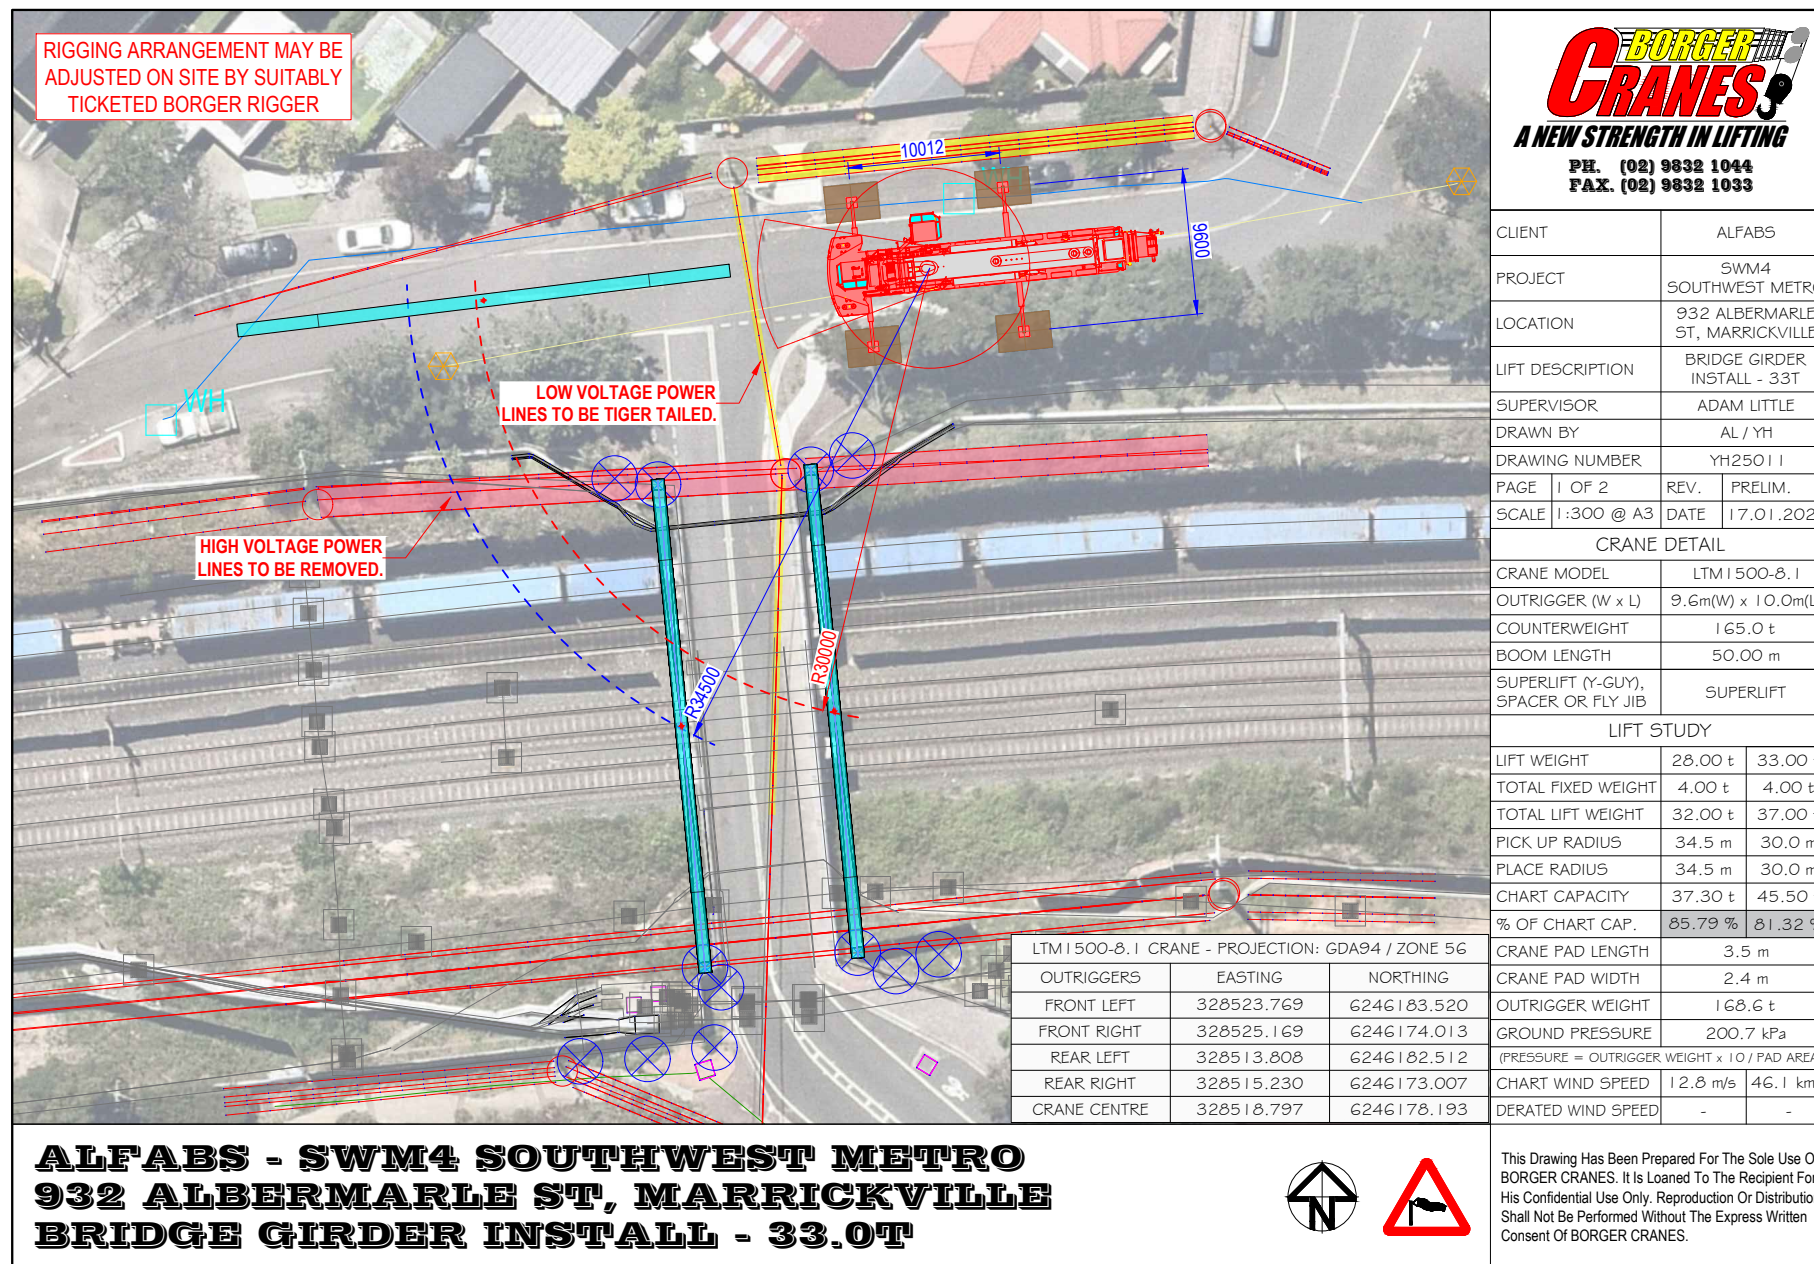 RIGGING ARRANGEMENT MAY BE
ADJUSTED ON SITE BY SUITABLY
TICKETED BORGER RIGGER
10012
9600
WH
LOW VOLTAGE POWER
LINES TO BE TIGER TAILED.
HIGH VOLTAGE POWER
LINES TO BE REMOVED.
R34500
R30000
LTM1500-8.1 CRANE - PROJECTION: GDA94 / ZONE 56
OUTRIGGERS EASTING NORTHING
FRONT LEFT 328523.769 6246183.520
FRONT RIGHT 328525.169 6246174.013
REAR LEFT 328513.808 6246182.512
REAR RIGHT 328515.230 6246173.007
CRANE CENTRE 328518.797 6246178.193
BORGER
CRANES
A NEW STRENGTH IN LIFTING
PH. (02) 9832 1044
FAX. (02) 9832 1033
CLIENT ALFABS
PROJECT SWM4
SOUTHWEST METRO
LOCATION 932 ALBERMARLE
ST, MARRICKVILLE
LIFT DESCRIPTION BRIDGE GIRDER
INSTALL - 33T
SUPERVISOR ADAM LITTLE
DRAWN BY AL / YH
DRAWING NUMBER YH25011
PAGE 1 OF 2 REV. PRELIM.
SCALE 1:300 @ A3 DATE 17.01.202
CRANE DETAIL
CRANE MODEL LTM1500-8.1
OUTRIGGER (W x L) 9.6m(W) x 10.0m(L
COUNTERWEIGHT 165.0 t
BOOM LENGTH 50.00 m
SUPERLIFT (Y-GUY),
SPACER OR FLY JIB SUPERLIFT
LIFT STUDY
LIFT WEIGHT 28.00 t 33.00
TOTAL FIXED WEIGHT 4.00 t 4.00 t
TOTAL LIFT WEIGHT 32.00 t 37.00
PICK UP RADIUS 34.5 m 30.0 m
PLACE RADIUS 34.5 m 30.0 m
CHART CAPACITY 37.30 t 45.50
% OF CHART CAP. 85.79 % 81.32 %
CRANE PAD LENGTH 3.5 m
CRANE PAD WIDTH 2.4 m
OUTRIGGER WEIGHT 168.6 t
GROUND PRESSURE 200.7 kPa
(PRESSURE = OUTRIGGER WEIGHT x 10 / PAD AREA
CHART WIND SPEED 12.8 m/s 46.1 km
DERATED WIND SPEED - -
ALFABS - SWM4 SOUTHWEST METRO
932 ALBERMARLE ST, MARRICKVILLE
BRIDGE GIRDER INSTALL - 33.0T
N
This Drawing Has Been Prepared For The Sole Use O
BORGER CRANES. It Is Loaned To The Recipient For
His Confidential Use Only. Reproduction Or Distribution
Shall Not Be Performed Without The Express Written
Consent Of BORGER CRANES.